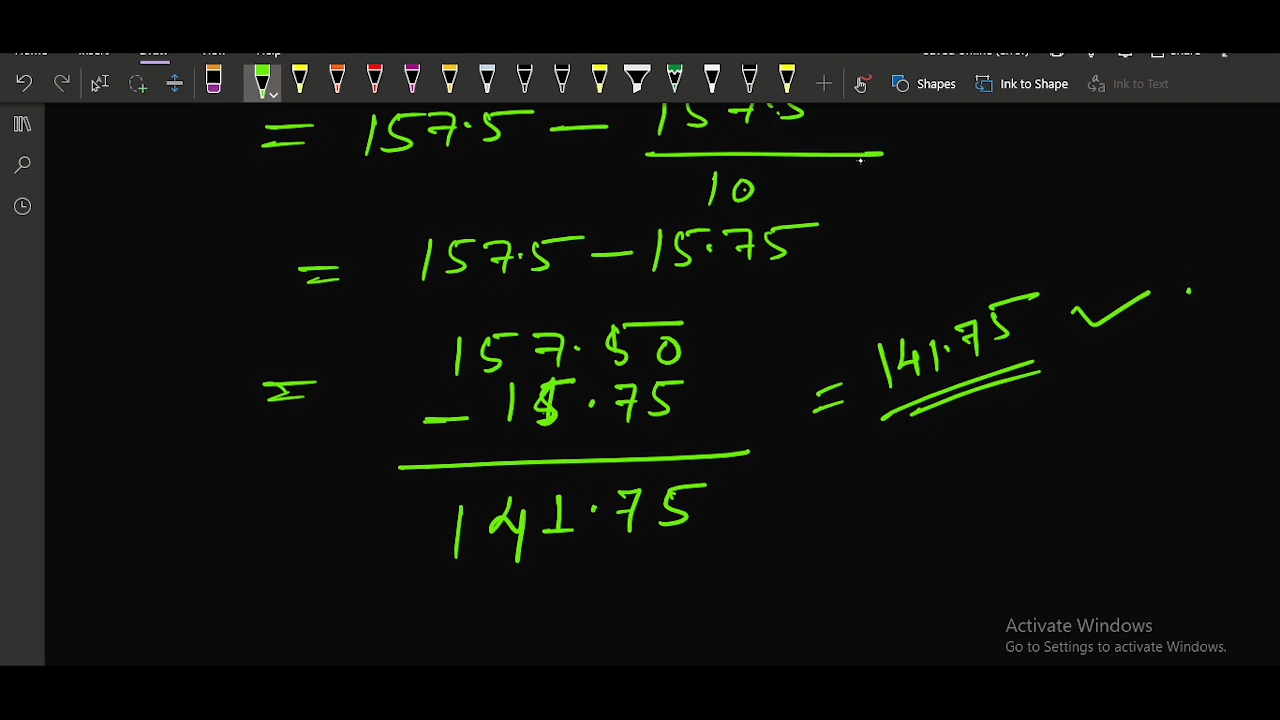 Shapes Ink to Shape Ink to Text
= 157.5 - 157.5
10
= 157.5 - 15.75
= 157.50
- 15.75
141.75
= 141.75 ✓
Activate Windows
Go to Settings to activate Windows.